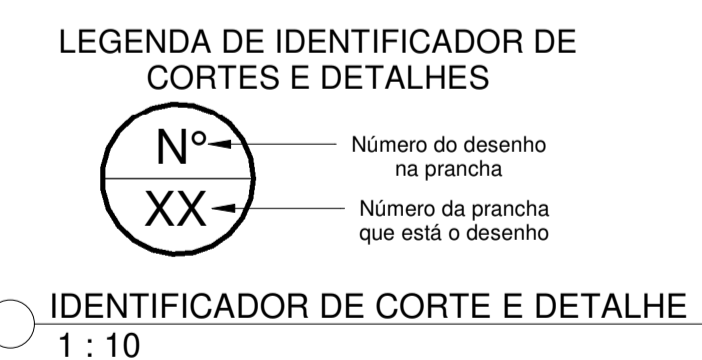 LEGENDA DE IDENTIFICADOR DE
CORTES E DETALHES
N°
Número do desenho
na prancha
XX
Número da prancha
que está o desenho
IDENTIFICADOR DE CORTE E DETALHE
1 : 10